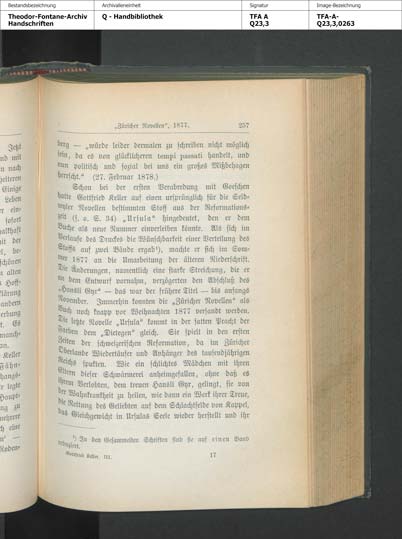 Bestandsbezeichnung
Archivalieneinheit
Signatur
Image-Bezeichnung
Theodor-Fontane-Archiv
Handschriften
Q - Handbibliothek
TFA A
Q23,3
TFA-A-
Q23,3,0263
„Züricher Novellen“, 1877.
257
berg — „würde leider dermalen zu schreiben nicht möglich
sein, da es von glücklicheren tempi passati handelt, und
man politisch und sozial bei uns ein großes Mißbehagen
herrscht.“ (27. Februar 1878.)
Schon bei der ersten Verabredung mit Goeschen
hatte Gottfried Keller auf einen ursprünglich für die Seld-
wyler Novellen bestimmten Stoff aus der Reformations-
zeit (s. o. S. 34) „Ursula“ hingedeutet, den er dem
Buche als neue Nummer einverleiben könnte. Als sich im
Verlaufe des Druckes die Wünschbarkeit einer Verteilung des
Stoffs auf zwei Bände ergab¹), machte er sich im Som-
mer 1877 an die Umarbeitung der älteren Niederschrift.
Die Änderungen, namentlich eine starke Streichung, die er
an dem Entwurf vornahm, verzögerten den Abschluß des
„Hansli Gyr“ — das war der frühere Titel — bis anfangs
November. Immerhin konnten die „Züricher Novellen“ als
Buch noch knapp vor Weihnachten 1877 versandt werden.
Die letzte Novelle „Ursula“ kommt in der satten Pracht der
Farben dem „Dietegen“ gleich. Sie spielt in den ersten
Zeiten der schweizerischen Reformation, da im Züricher
Oberlande Wiedertäufer und Anhänger des tausendjährigen
Reichs spukten. Wie ein schlichtes Mädchen mit ihren
Eltern dieser Schwärmerei anheimgefallen, ohne daß es
ihrem Verlobten, dem treuen Hansli Gyr, gelingt, sie von
der Wahnkrankheit zu heilen, wie dann ein Werk ihrer Treue,
die Rettung des Geliebten auf dem Schlachtfelde von Kappel,
das Gleichgewicht in Ursulas Seele wieder herstellt und ihr
¹) In den Gesammelten Schriften sind sie auf einen Band
reduziert.
Gottfried Keller. III.
17